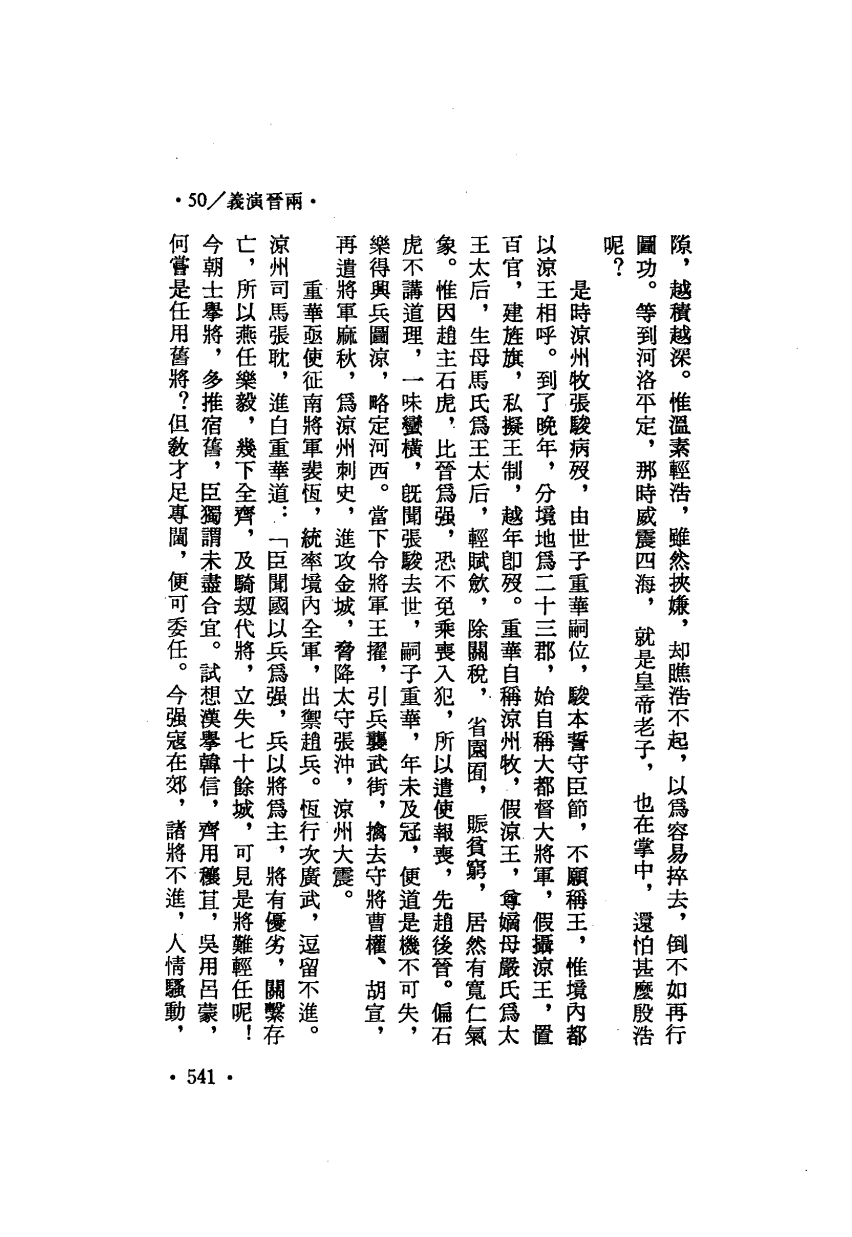 •50／義演晉兩•
隙，越積越深。惟溫素輕浩，雖然挾嫌，却瞧浩不起，以爲容易捽去，倒不如再行
圖功。等到河洛平定，那時威震四海，就是皇帝老子，也在掌中，還怕甚麼殷浩
呢？
是時涼州牧張駿病歿，由世子重華嗣位，駿本誓守臣節，不願稱王，惟境內都
以涼王相呼。到了晚年，分境地爲二十三郡，始自稱大都督大將軍，假攝涼王，置
百官，建旌旗，私擬王制，越年卽歿。重華自稱涼州牧，假涼王，尊嫡母嚴氏爲太
王太后，生母馬氏爲王太后，輕賦斂，除關稅，省園囿，賑貧窮，居然有寬仁氣
象。惟因趙主石虎，比晉爲强，恐不免乘喪入犯，所以遣使報喪，先趙後晉。偏石
虎不講道理，一味蠻橫，旣聞張駿去世，嗣子重華，年未及冠，便道是機不可失，
樂得興兵圖涼，略定河西。當下令將軍王擢，引兵襲武街，擒去守將曹權、胡宣，
再遣將軍麻秋，爲涼州刺史，進攻金城，脅降太守張沖，涼州大震。
重華亟使征南將軍裴恆，統率境內全軍，出禦趙兵。恆行次廣武，逗留不進。
涼州司馬張耽，進白重華道：「臣聞國以兵爲强，兵以將爲主，將有優劣，關繫存
亡，所以燕任樂毅，幾下全齊，及騎刼代將，立失七十餘城，可見是將難輕任呢！
今朝士舉將，多推宿舊，臣獨謂未盡合宜。試想漢舉韓信，齊用穰苴，吳用呂蒙，
何嘗是任用舊將？但敎才足專閫，便可委任。今强寇在郊，諸將不進，人情騷動，
•541•